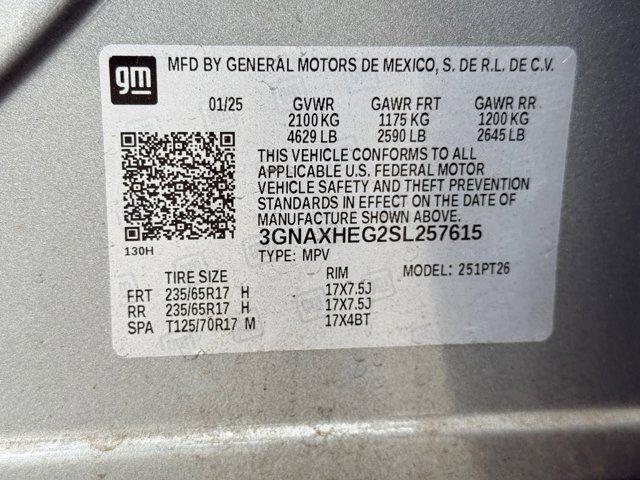 gm MFD BY GENERAL MOTORS DE MEXICO, S. DE R.L. DE C.V.
01/25 GVWR GAWR FRT GAWR RR
2100 KG 1175 KG 1200 KG
4629 LB 2590 LB 2645 LB
THIS VEHICLE CONFORMS TO ALL
APPLICABLE U.S. FEDERAL MOTOR
VEHICLE SAFETY AND THEFT PREVENTION
STANDARDS IN EFFECT ON THE DATE OF
MANUFACTURE SHOWN ABOVE.
3GNAXHEG2SL257615
130H TYPE: MPV MODEL: 251PT26
TIRE SIZE RIM
FRT 235/65R17 H 17X7.5J
RR 235/65R17 H 17X7.5J
SPA T125/70R17 M 17X4BT